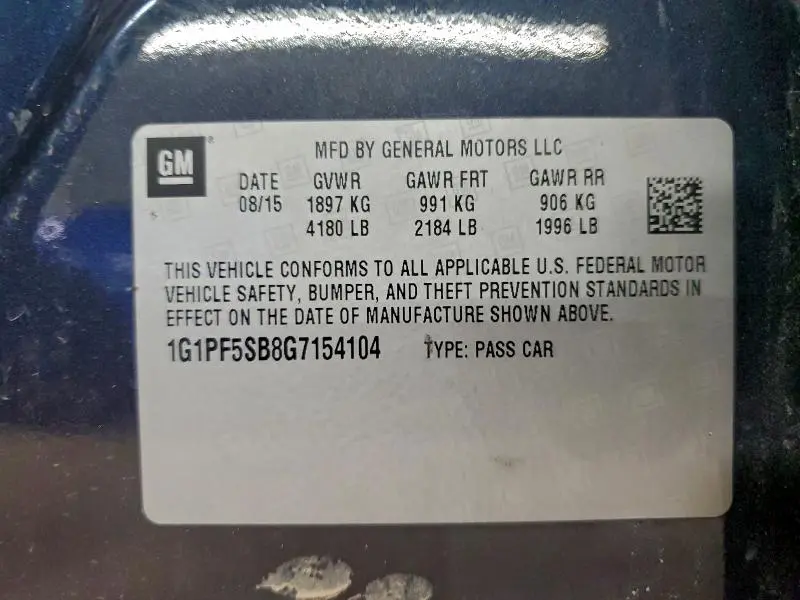 GM
MFD BY GENERAL MOTORS LLC
DATE GVWR GAWR FRT GAWR RR
08/15 1897 KG 991 KG 906 KG
4180 LB 2184 LB 1996 LB
THIS VEHICLE CONFORMS TO ALL APPLICABLE U.S. FEDERAL MOTOR
VEHICLE SAFETY, BUMPER, AND THEFT PREVENTION STANDARDS IN
EFFECT ON THE DATE OF MANUFACTURE SHOWN ABOVE.
1G1PF5SB8G7154104 TYPE: PASS CAR